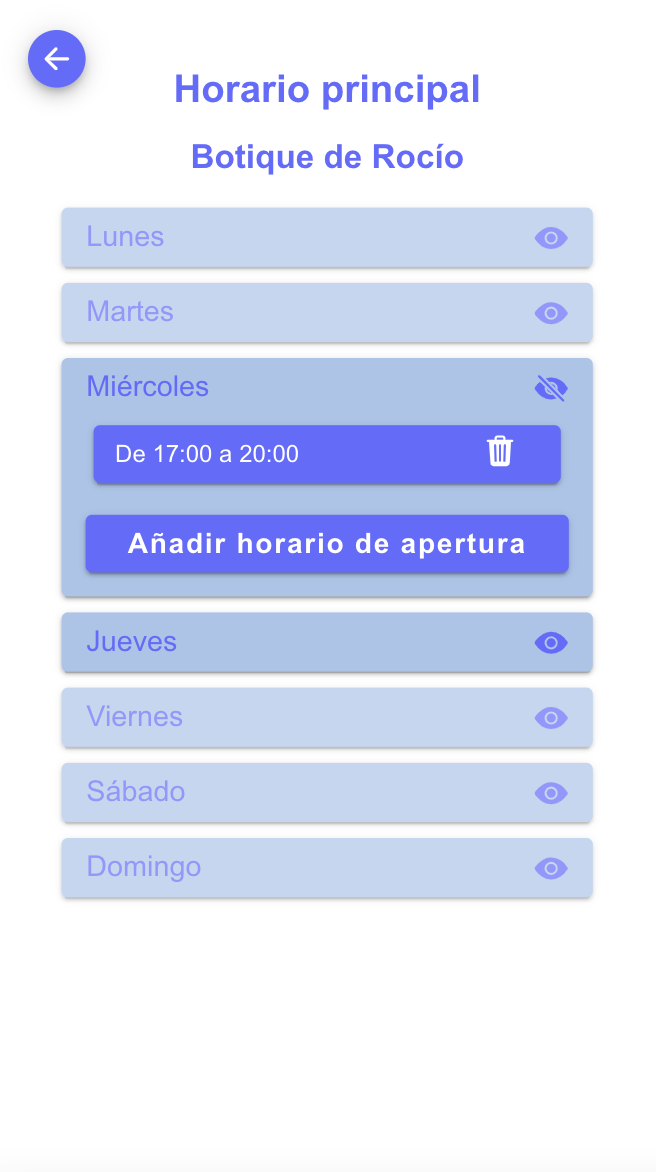 Horario principal
Botique de Rocío
Lunes
Martes
Miércoles
De 17:00 a 20:00
Añadir horario de apertura
Jueves
Viernes
Sábado
Domingo